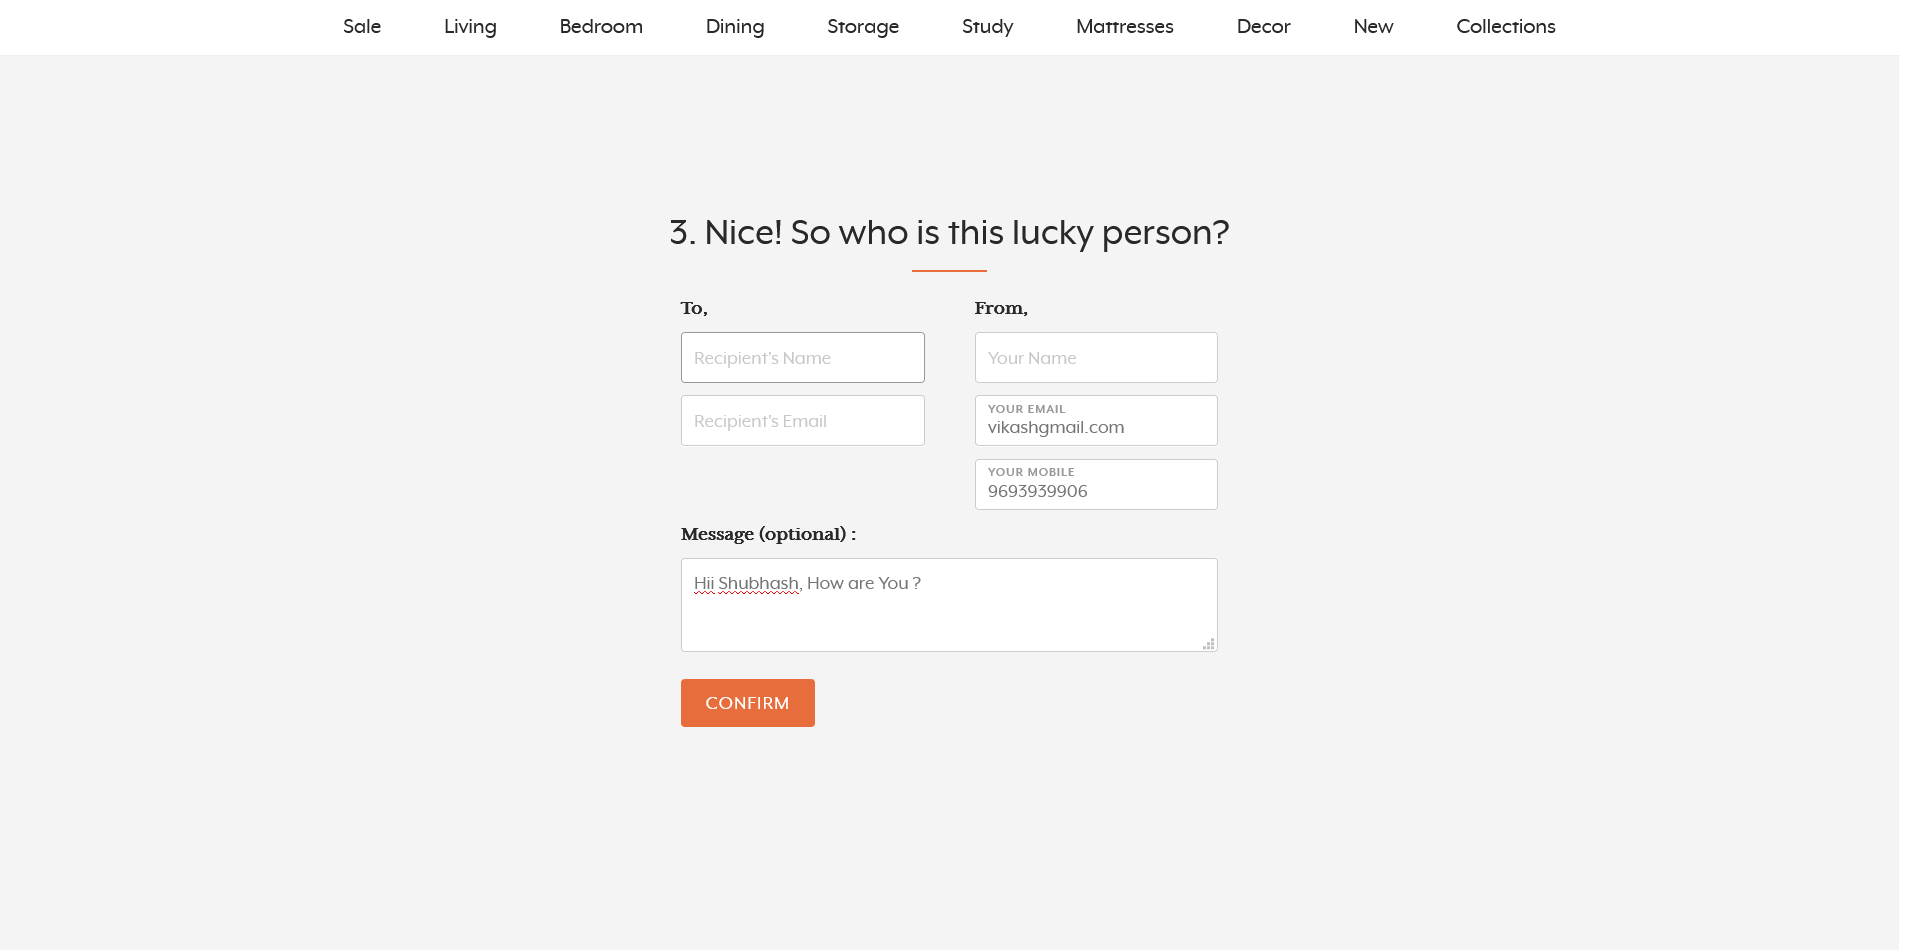 Sale Living Bedroom Dining Storage Study Mattresses Decor New Collections
3. Nice! So who is this lucky person?
To,
From,
Recipient's Name
Your Name
Recipient's Email
YOUR EMAIL
vikashgmail.com
YOUR MOBILE
9693939906
Message (optional) :
Hii Shubhash, How are You ?
CONFIRM